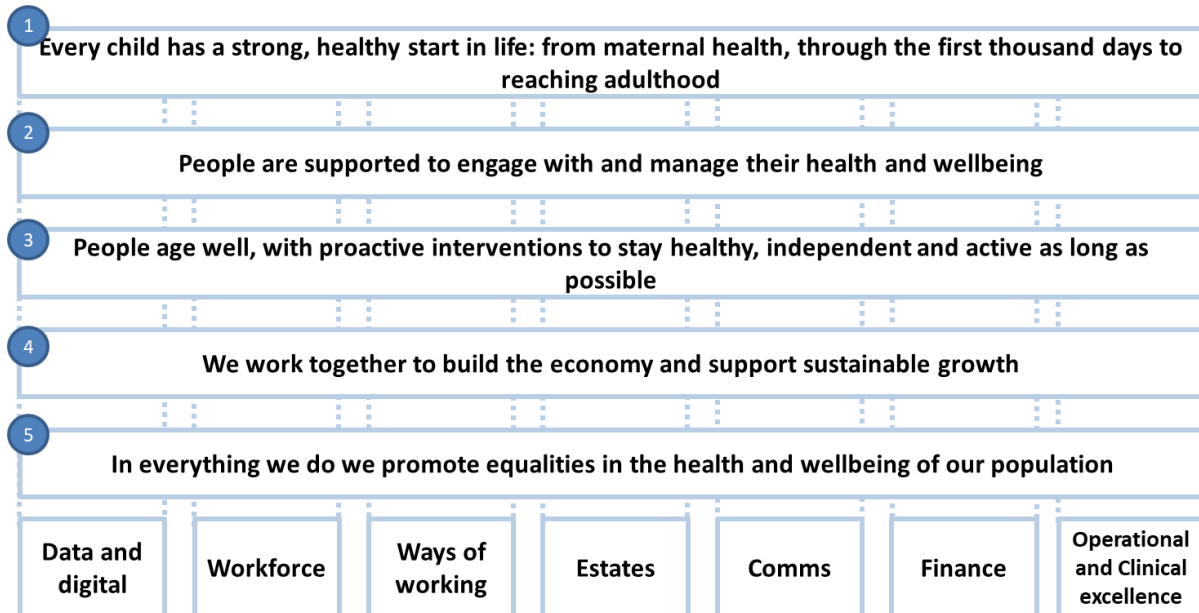 1
Every child has a strong, healthy start in life: from maternal health, through the first thousand days to
reaching adulthood
2
People are supported to engage with and manage their health and wellbeing
3
People age well, with proactive interventions to stay healthy, independent and active as long as
possible
4
We work together to build the economy and support sustainable growth
5
In everything we do we promote equalities in the health and wellbeing of our population
Data and
digital
Workforce
Ways of
working
Estates
Comms
Finance
Operational
and Clinical
excellence